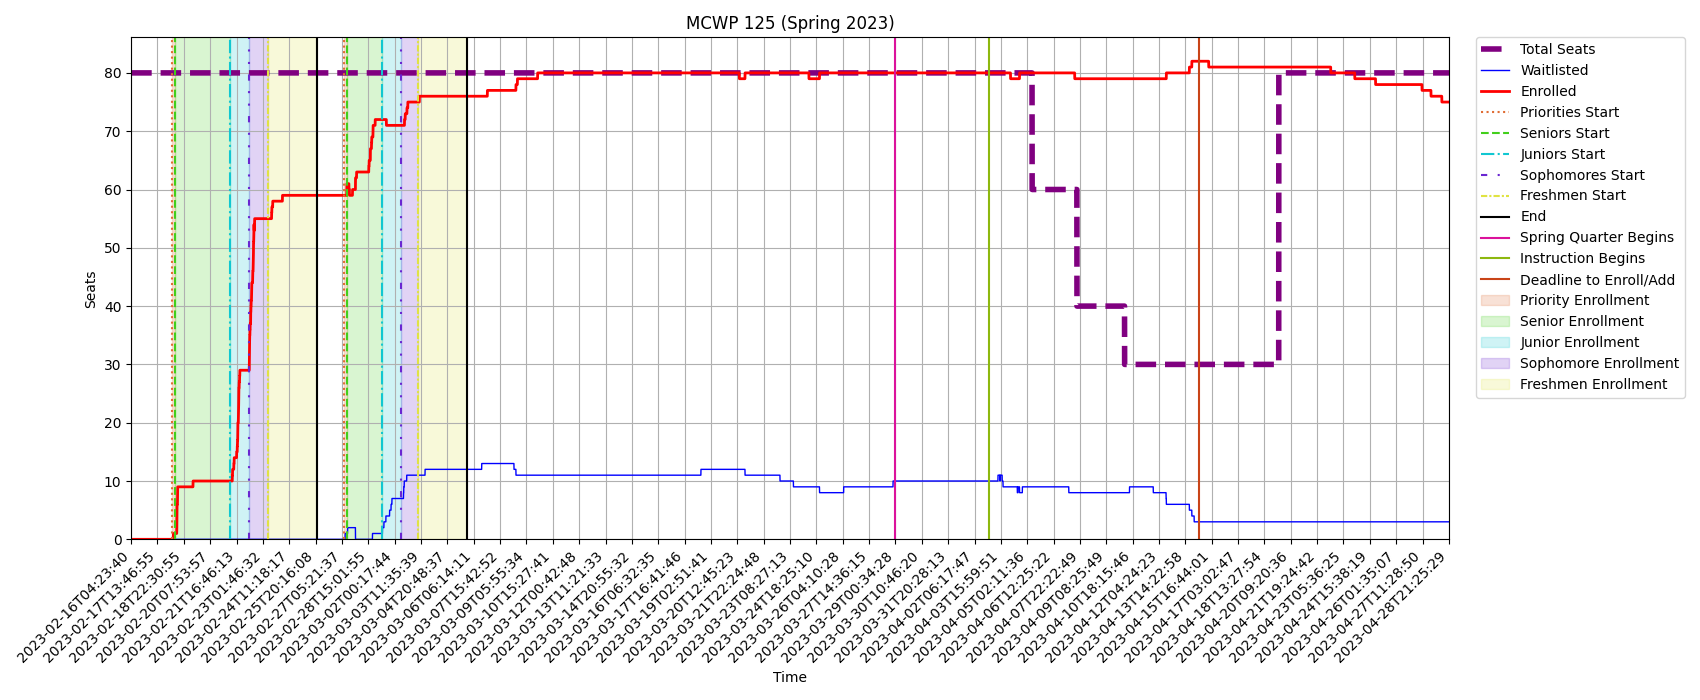 MCWP 125 (Spring 2023)
Seats
80
70
60
50
40
30
20
10
0
2023-02-16T04:23:40
2023-02-17T13:46:55
2023-02-18T22:30:55
2023-02-20T07:53:57
2023-02-21T16:46:13
2023-02-23T01:46:32
2023-02-24T11:18:17
2023-02-25T20:16:08
2023-02-27T05:21:37
2023-02-28T15:01:55
2023-03-02T00:17:44
2023-03-03T11:35:39
2023-03-04T20:48:37
2023-03-06T06:14:11
2023-03-07T15:42:52
2023-03-09T05:55:34
2023-03-10T15:27:41
2023-03-12T00:42:48
2023-03-13T11:21:33
2023-03-14T20:55:32
2023-03-16T06:32:35
2023-03-17T16:41:46
2023-03-19T02:51:41
2023-03-20T12:45:23
2023-03-21T22:24:48
2023-03-23T08:27:13
2023-03-24T18:25:10
2023-03-26T04:10:28
2023-03-27T14:36:15
2023-03-29T00:34:28
2023-03-30T10:46:20
2023-03-31T20:28:13
2023-04-02T06:17:47
2023-04-03T15:59:51
2023-04-05T02:11:36
2023-04-06T12:25:22
2023-04-07T22:22:49
2023-04-09T08:25:49
2023-04-10T18:15:46
2023-04-12T04:24:23
2023-04-13T14:22:58
2023-04-15T16:44:01
2023-04-17T03:02:47
2023-04-18T13:27:54
2023-04-20T09:20:36
2023-04-21T19:24:42
2023-04-23T05:36:25
2023-04-24T15:38:19
2023-04-26T01:35:07
2023-04-27T11:28:50
2023-04-28T21:25:29
Time
Total Seats
Waitlisted
Enrolled
Priorities Start
Seniors Start
Juniors Start
Sophomores Start
Freshmen Start
End
Spring Quarter Begins
Instruction Begins
Deadline to Enroll/Add
Priority Enrollment
Senior Enrollment
Junior Enrollment
Sophomore Enrollment
Freshmen Enrollment